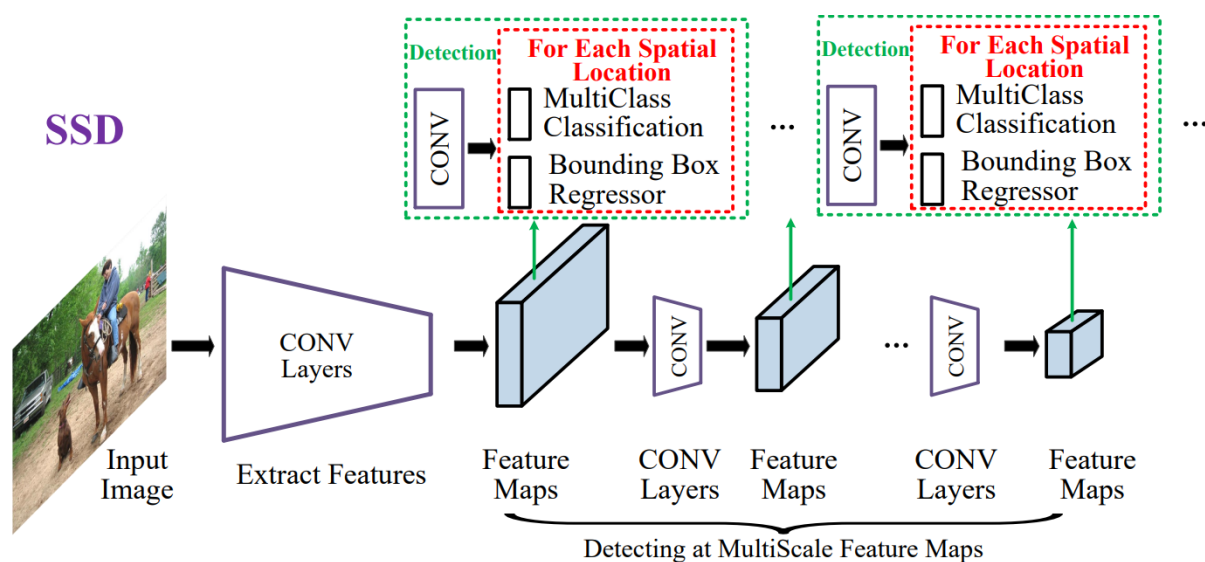 SSD
Detection
For Each Spatial
Location
CONV
MultiClass
Classification
Bounding Box
Regressor
...
Detection
For Each Spatial
Location
CONV
MultiClass
Classification
Bounding Box
Regressor
...
CONV
Layers
CONV
...
CONV
Input
Image
Extract Features
Feature
Maps
CONV
Layers
Feature
Maps
CONV
Layers
Feature
Maps
Detecting at MultiScale Feature Maps